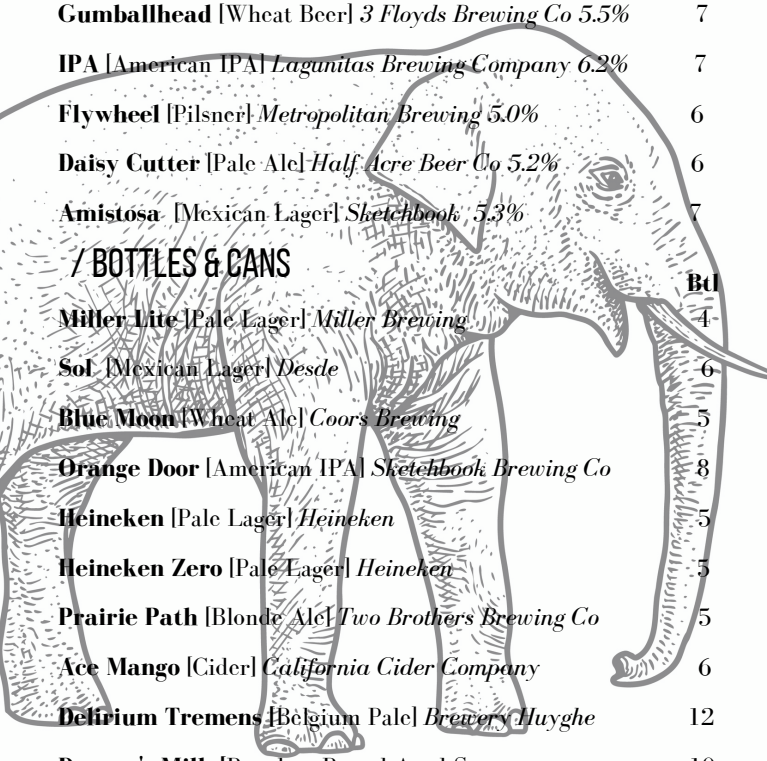 Gumballhead [Wheat Beer] 3 Floyds Brewing Co 5.5% 7
IPA [American IPA] Lagunitas Brewing Company 6.2% 7
Flywheel [Pilsner] Metropolitan Brewing 5.0% 6
Daisy Cutter [Pale Ale] Half Acre Beer Co 5.2% 6
Amistosa [Mexican Lager] Sketchbook 5.3% 7
/ BOTTLES & CANS
Btl
Miller Lite [Pale Lager] Miller Brewing 4
Sol [Mexican Lager] Desde 6
Blue Moon [Wheat Ale] Coors Brewing 5
Orange Door [American IPA] Sketchbook Brewing Co 8
Heineken [Pale Lager] Heineken 5
Heineken Zero [Pale Lager] Heineken 5
Prairie Path [Blonde Ale] Two Brothers Brewing Co 5
Ace Mango [Cider] California Cider Company 6
Delirium Tremens [Belgium Pale] Brewery Huyghe 12